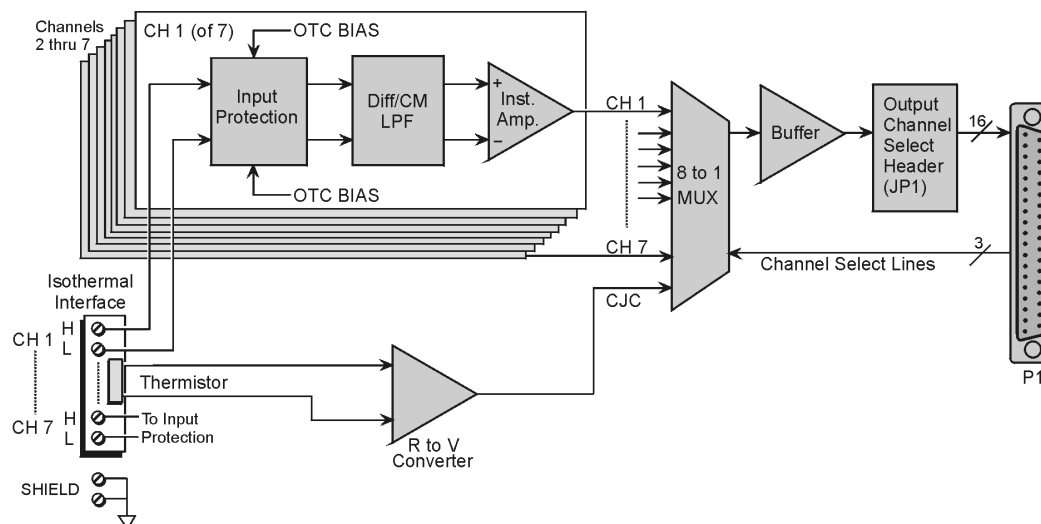 Channels
2 thru 7
CH 1 (of 7)
OTC BIAS
Input
Protection
Diff/CM
LPF
+
Inst.
Amp.
−
OTC BIAS
CH 1
8 to 1
MUX
Buffer
Output
Channel
Select
Header
(JP1)
16
CH 7
3
Channel Select Lines
CJC
P1
Isothermal
Interface
CH 1
H
L
Thermistor
CH 7
H
L
To Input
Protection
R to V
Converter
SHIELD